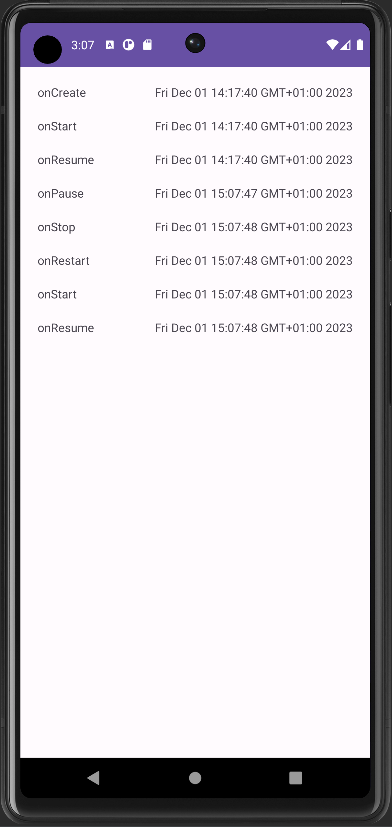 3:07
onCreate Fri Dec 01 14:17:40 GMT+01:00 2023
onStart Fri Dec 01 14:17:40 GMT+01:00 2023
onResume Fri Dec 01 14:17:40 GMT+01:00 2023
onPause Fri Dec 01 15:07:47 GMT+01:00 2023
onStop Fri Dec 01 15:07:48 GMT+01:00 2023
onRestart Fri Dec 01 15:07:48 GMT+01:00 2023
onStart Fri Dec 01 15:07:48 GMT+01:00 2023
onResume Fri Dec 01 15:07:48 GMT+01:00 2023